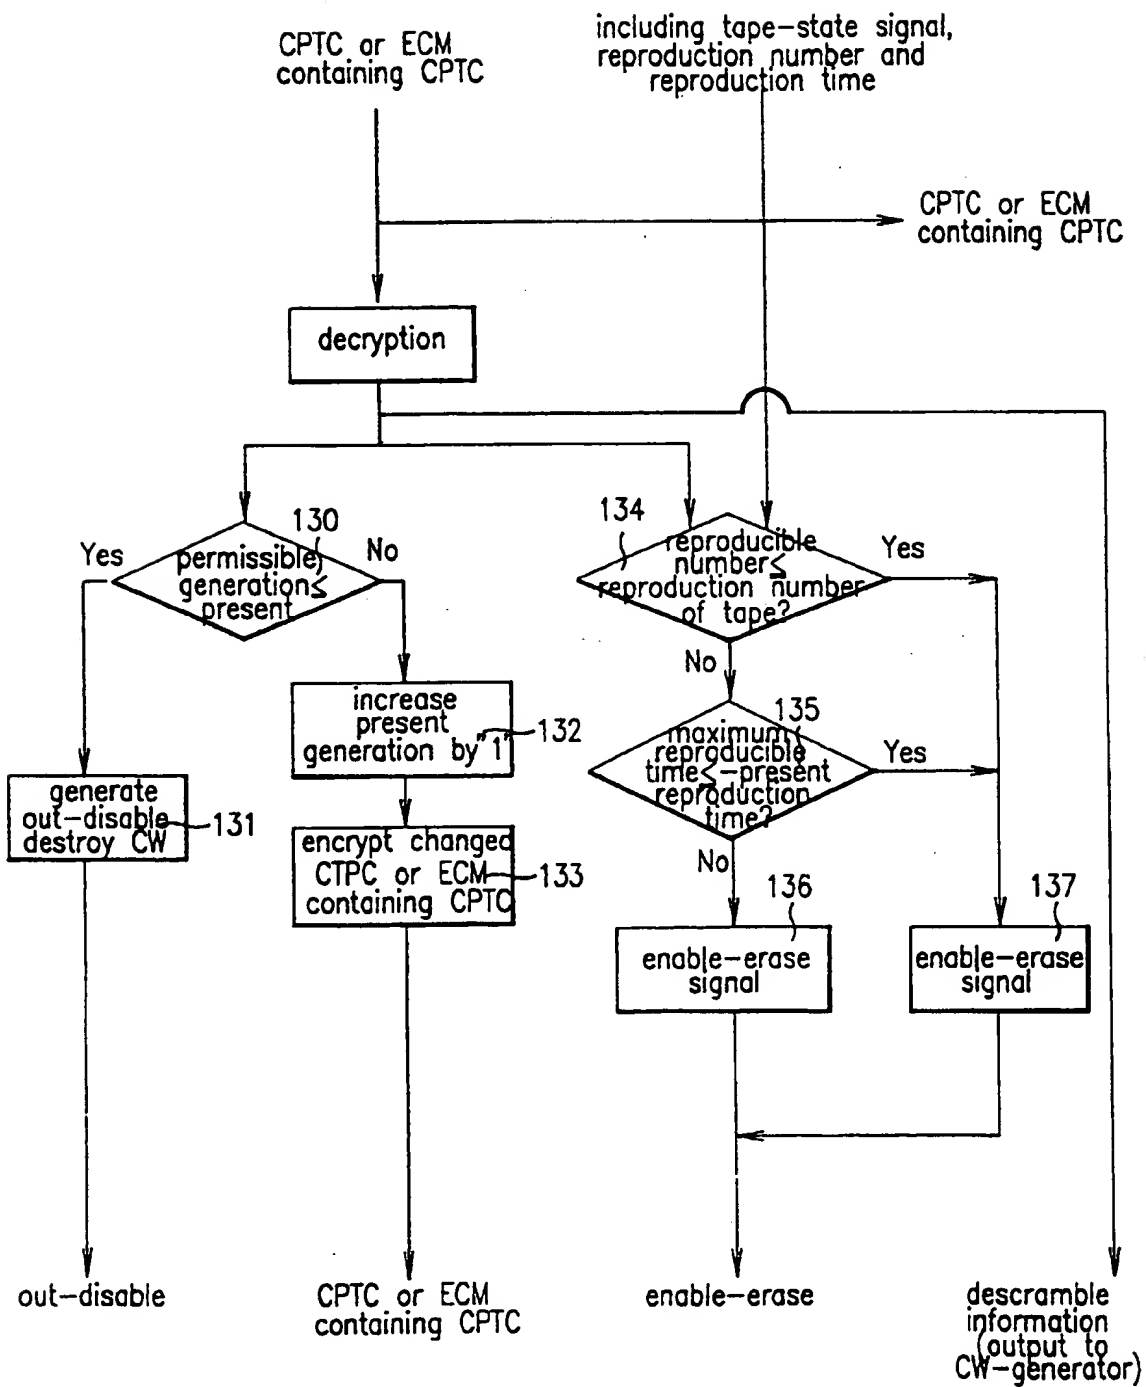 CPTC or ECM
containing CPTC
including tape-state signal,
reproduction number and
reproduction time
CPTC or ECM
containing CPTC
decryption
130
134
Yes
permissible
generation≤
present
No
reproducible
number≤
reproduction number
of tape?
Yes
No
increase
present
generation by "1"
132
135
maximum
reproducible
time≤-present
reproduction
time?
Yes
generate
out-disable
destroy CW
131
encrypt changed
CTPC or ECM
containing CPTC
133
No
136
137
enable-erase
signal
enable-erase
signal
out-disable
CPTC or ECM
containing CPTC
enable-erase
descramble
information
(output to
CW-generator)